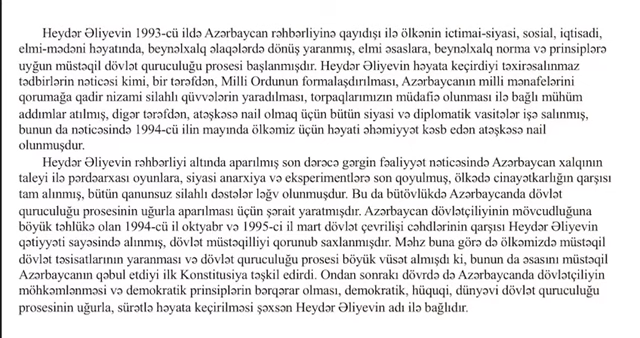 Heydər Əliyevin 1993-cü ildə Azərbaycan rəhbərliyinə qayıdışı ilə ölkənin ictimai-siyasi, sosial, iqtisadi,
elmi-mədəni həyatında, beynəlxalq əlaqələrdə dönüş yaranmış, elmi əsaslara, beynəlxalq norma və prinsiplərə
uyğun müstəqil dövlət quruculuğu prosesi başlanmışdır. Heydər Əliyevin həyata keçirdiyi təxirəsalınmaz
tədbirlərin nəticəsi kimi, bir tərəfdən, Milli Ordunun formalaşdırılması, Azərbaycanın milli mənafelərini
qorumağa qadir nizami silahlı qüvvələrin yaradılması, torpaqlarımızın müdafiə olunması ilə bağlı mühüm
addımlar atılmış, digər tərəfdən, atəşkəsə nail olmaq üçün bütün siyasi və diplomatik vasitələr işə salınmış,
bunun da nəticəsində 1994-cü ilin mayında ölkəmiz üçün həyati əhəmiyyət kəsb edən atəşkəsə nail
olunmuşdur.
Heydər Əliyevin rəhbərliyi altında aparılmış son dərəcə gərgin fəaliyyət nəticəsində Azərbaycan xalqının
taleyi ilə pərdəarxası oyunlara, siyasi anarxiya və eksperimentlərə son qoyulmuş, ölkədə cinayətkarlığın qarşısı
tam alınmış, bütün qanunsuz silahlı dəstələr ləğv olunmuşdur. Bu da bütövlükdə Azərbaycanda dövlət
quruculuğu prosesinin uğurla aparılması üçün şərait yaratmışdır. Azərbaycan dövlətçiliyinin mövcudluğuna
böyük təhlükə olan 1994-cü il oktyabr və 1995-ci il mart dövlət çevrilişi cəhdlərinin qarşısı Heydər Əliyevin
qətiyyəti sayəsində alınmış, dövlət müstəqilliyi qorunub saxlanmışdır. Məhz buna görə də ölkəmizdə müstəqil
dövlət təsisatlarının yaranması və dövlət quruculuğu prosesi böyük vüsət almışdı ki, bunun da əsasını müstəqil
Azərbaycanın qəbul etdiyi ilk Konstitusiya təşkil edirdi. Ondan sonrakı dövrdə də Azərbaycanda dövlətçiliyin
möhkəmlənməsi və demokratik prinsiplərin bərqərar olması, demokratik, hüquqi, dünyəvi dövlət quruculuğu
prosesinin uğurla, sürətlə həyata keçirilməsi şəxsən Heydər Əliyevin adı ilə bağlıdır.